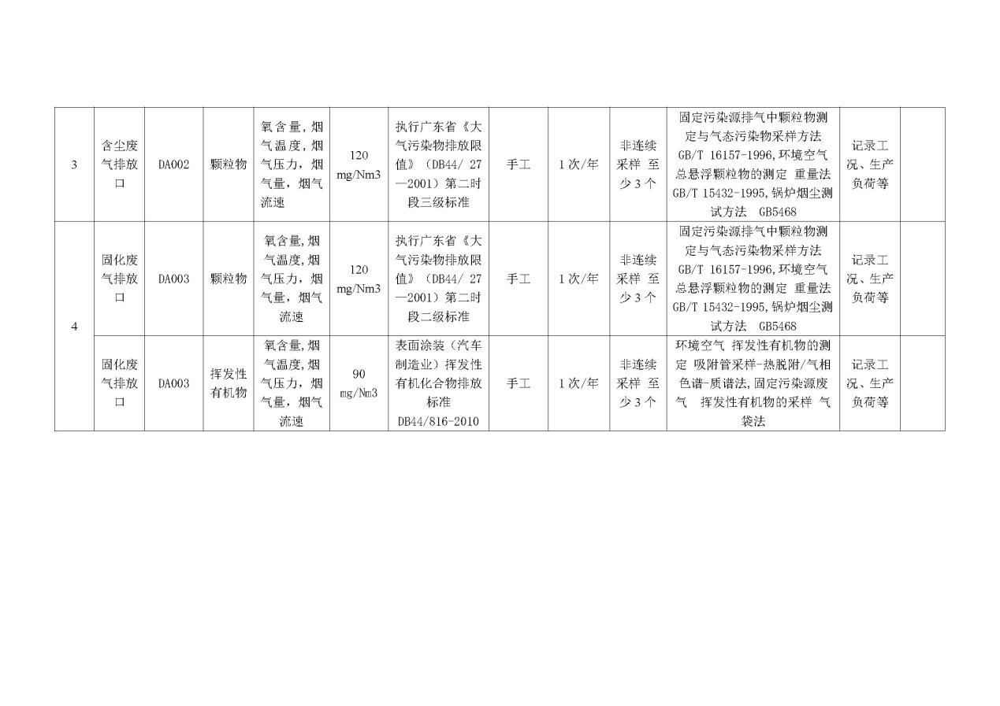 3
含尘废
气排放
口
DA002
颗粒物
氧含量,烟
气温度,烟
气压力，烟
气量，烟气
流速
120
mg/Nm3
执行广东省《大
气污染物排放限
值》（DB44/ 27
—2001）第二时
段三级标准
手工
1 次/年
非连续
采样 至
少 3 个
固定污染源排气中颗粒物测
定与气态污染物采样方法
GB/T 16157-1996,环境空气
总悬浮颗粒物的测定 重量法
GB/T 15432-1995,锅炉烟尘测
试方法 GB5468
记录工
况、生产
负荷等
4
固化废
气排放
口
DA003
颗粒物
氧含量,烟
气温度,烟
气压力，烟
气量，烟气
流速
120
mg/Nm3
执行广东省《大
气污染物排放限
值》（DB44/ 27
—2001）第二时
段二级标准
手工
1 次/年
非连续
采样 至
少 3 个
固定污染源排气中颗粒物测
定与气态污染物采样方法
GB/T 16157-1996,环境空气
总悬浮颗粒物的测定 重量法
GB/T 15432-1995,锅炉烟尘测
试方法 GB5468
记录工
况、生产
负荷等
固化废
气排放
口
DA003
挥发性
有机物
氧含量,烟
气温度,烟
气压力，烟
气量，烟气
流速
90
mg/Nm3
表面涂装（汽车
制造业）挥发性
有机化合物排放
标准
DB44/816-2010
手工
1 次/年
非连续
采样 至
少 3 个
环境空气 挥发性有机物的测
定 吸附管采样-热脱附/气相
色谱-质谱法,固定污染源废
气 挥发性有机物的采样 气
袋法
记录工
况、生产
负荷等